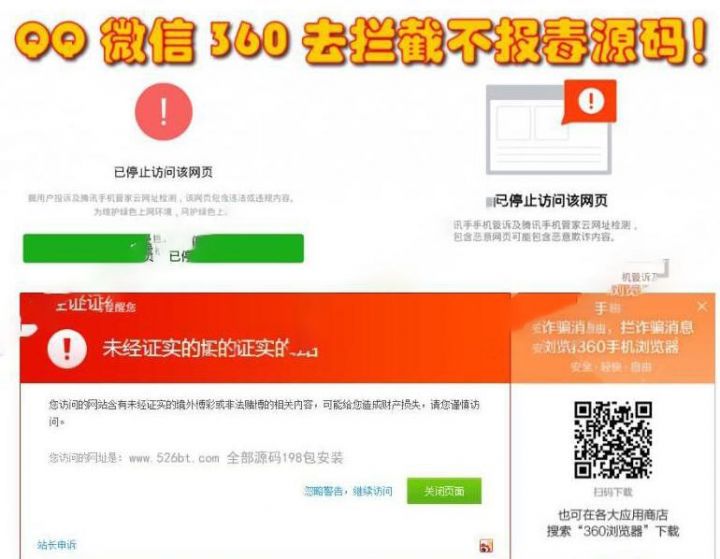 QQ 微信 360 去拦截不报毒源码!
已停止访问该网页
已停止访问该网页
据用户投诉及腾讯手机管家云网址检测，该网页包含违法或违规内容。
为维护绿色上网环境，
讯手手机管诉及腾讯手机管家云网址检测，
包含恶意网页可能包含恶意欺诈内容。
已停
机管诉及
醒您
未经证实的
的证实的
手
诈骗消息
，拦诈骗消息
浏览
360手机浏览器
安全·轻快·自由
您访问的网站含有未经证实的境外博彩或非法赌博的相关内容，可能给您造成财产损失，请您谨慎访
问。
您访问的网址是：www.526bt.com 全部源码198包安装
忽略警告，继续访问
关闭页面
扫码下载
也可在各大应用商店
搜索“360浏览器”下载
站长申诉